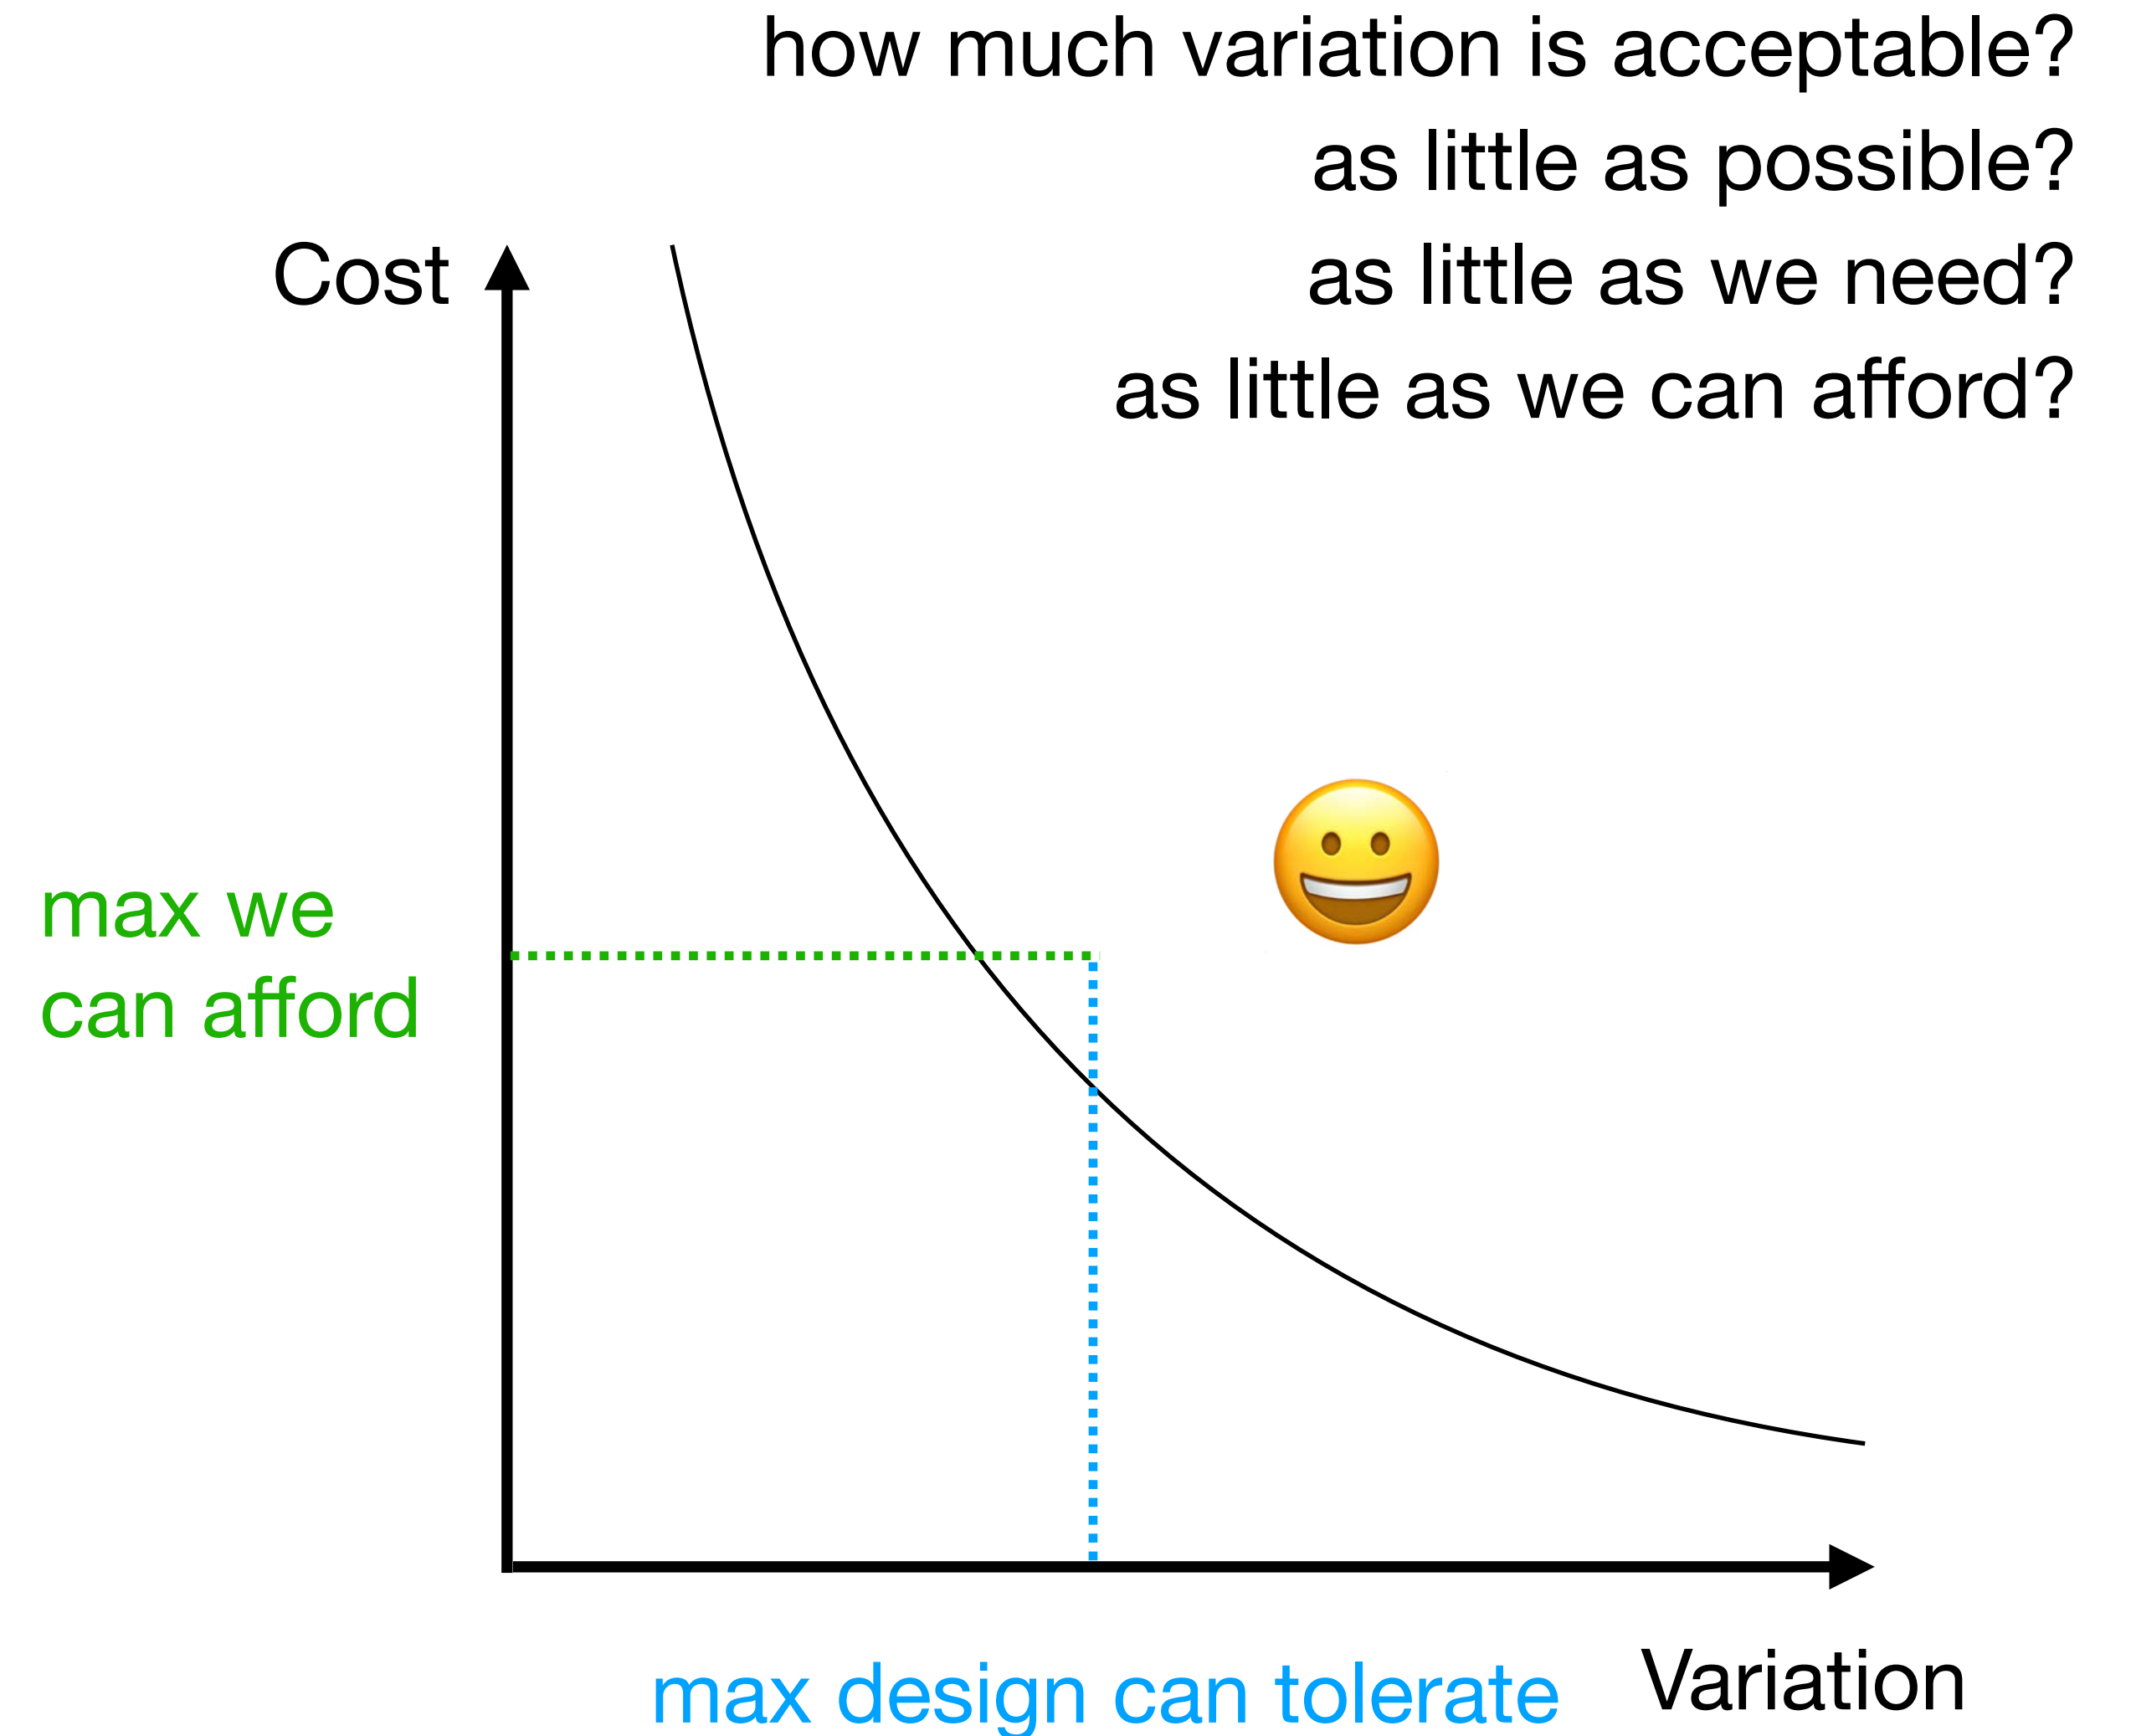 how much variation is acceptable?
as little as possible?
as little as we need?
as little as we can afford?
Cost
max we
can afford
max design can tolerate
Variation